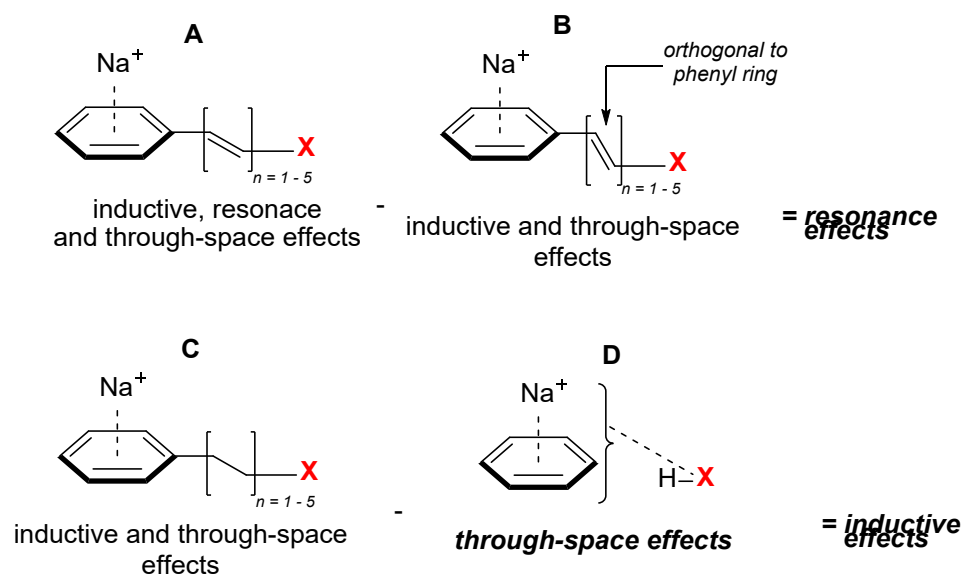 A
Na+
X
n = 1 - 5
inductive, resonace
and through-space effects
-
B
orthogonal to
phenyl ring
Na+
X
n = 1 - 5
inductive and through-space
effects
= resonance
effects
C
Na+
X
n = 1 - 5
inductive and through-space
effects
-
D
Na+
H–X
through-space effects
= inductive
effects